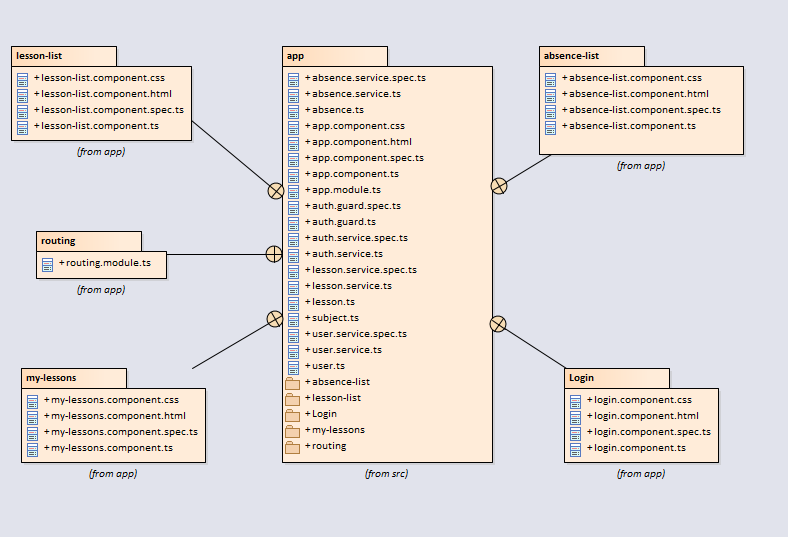 lesson-list
+lesson-list.component.css
+lesson-list.component.html
+lesson-list.component.spec.ts
+lesson-list.component.ts
(from app)
routing
+routing.module.ts
(from app)
my-lessons
+my-lessons.component.css
+my-lessons.component.html
+my-lessons.component.spec.ts
+my-lessons.component.ts
(from app)
app
+absence.service.spec.ts
+absence.service.ts
+absence.ts
+app.component.css
+app.component.html
+app.component.spec.ts
+app.component.ts
+app.module.ts
+auth.guard.spec.ts
+auth.guard.ts
+auth.service.spec.ts
+auth.service.ts
+lesson.service.spec.ts
+lesson.service.ts
+lesson.ts
+subject.ts
+user.service.spec.ts
+user.service.ts
+user.ts
+absence-list
+lesson-list
+Login
+my-lessons
+routing
(from src)
absence-list
+absence-list.component.css
+absence-list.component.html
+absence-list.component.spec.ts
+absence-list.component.ts
(from app)
Login
+login.component.css
+login.component.html
+login.component.spec.ts
+login.component.ts
(from app)